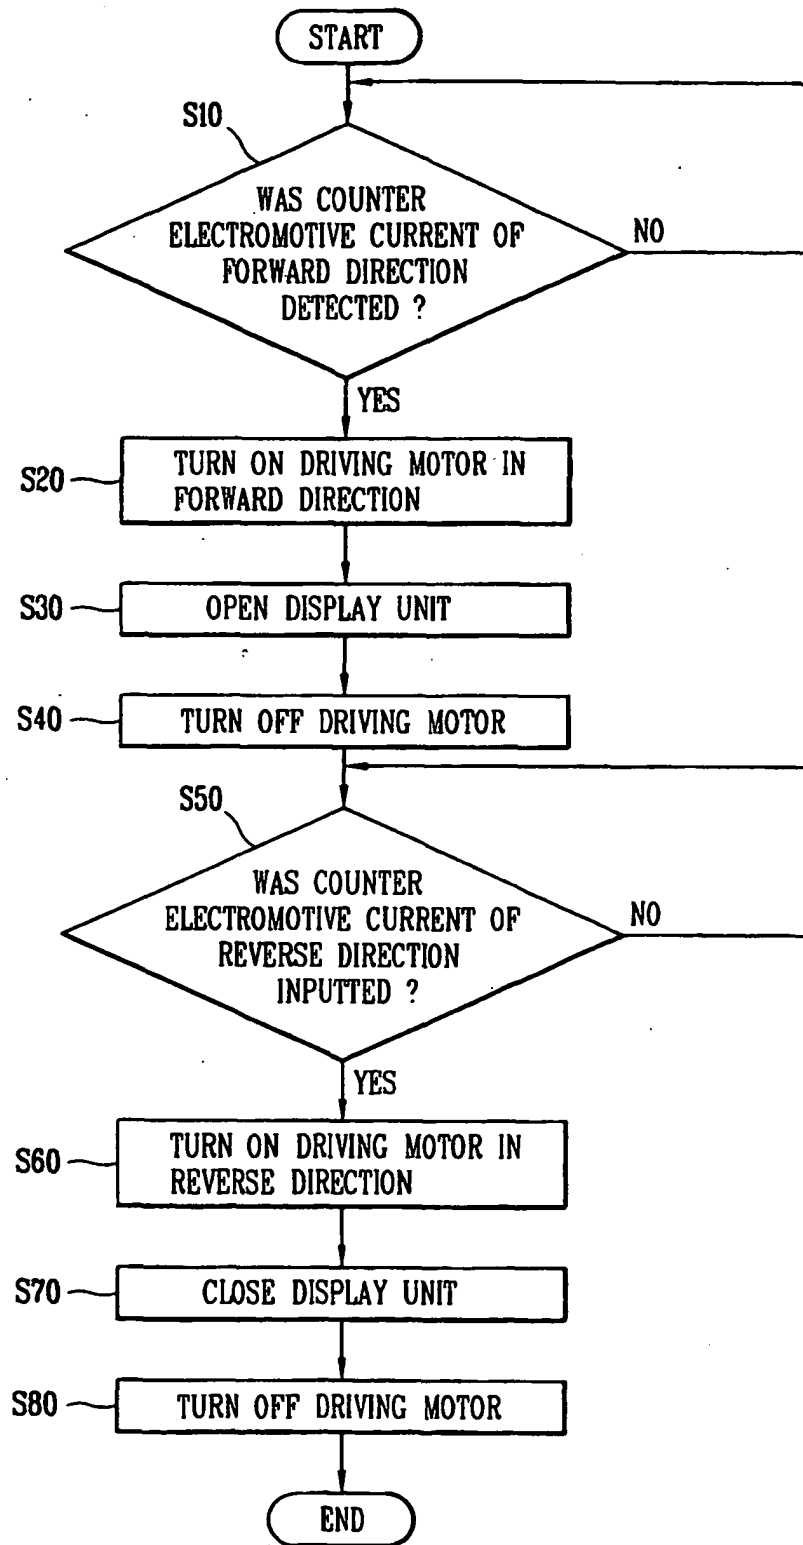 START
S10
WAS COUNTER
ELECTROMOTIVE CURRENT OF
FORWARD DIRECTION
DETECTED ?
NO
YES
S20
TURN ON DRIVING MOTOR IN
FORWARD DIRECTION
S30
OPEN DISPLAY UNIT
S40
TURN OFF DRIVING MOTOR
S50
WAS COUNTER
ELECTROMOTIVE CURRENT OF
REVERSE DIRECTION
INPUTTED ?
NO
YES
S60
TURN ON DRIVING MOTOR IN
REVERSE DIRECTION
S70
CLOSE DISPLAY UNIT
S80
TURN OFF DRIVING MOTOR
END